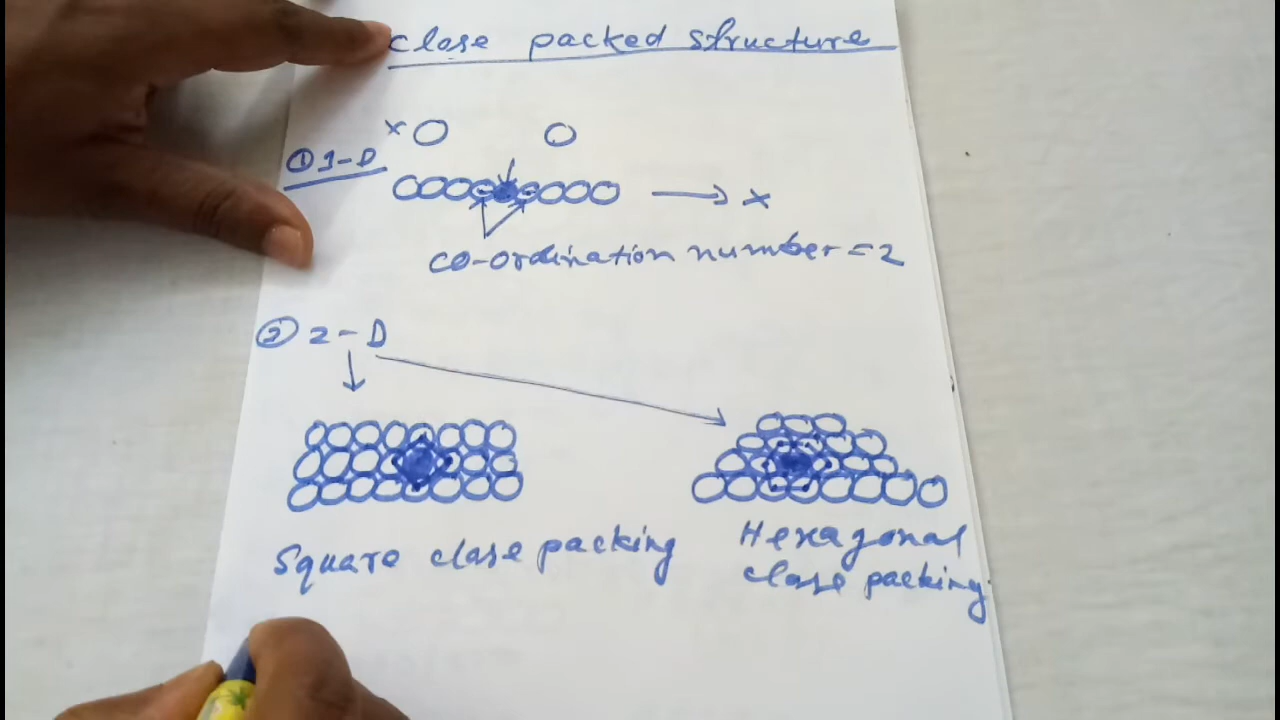 close packed structure
x
① 1-D
→ x
co-ordination number = 2
② 2-D
Square close packing
Hexagonal
close packing